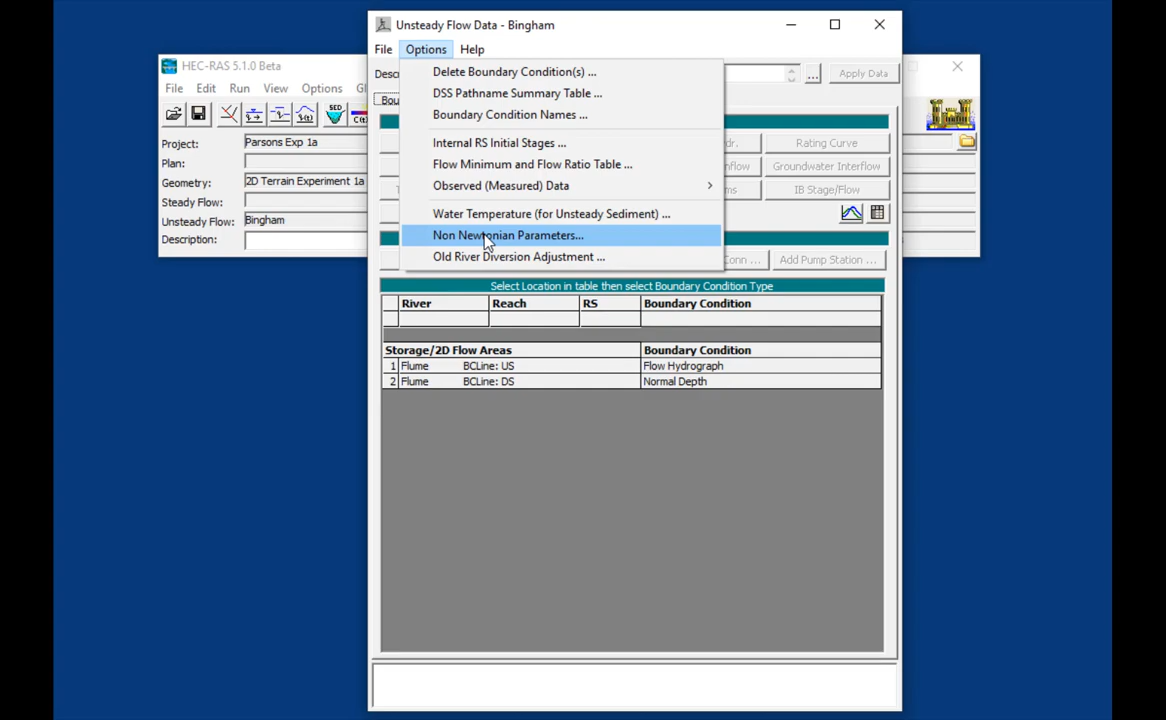 Unsteady Flow Data - Bingham
File Options Help
HEC-RAS 5.1.0 Beta
File Edit Run View Options
Project: Parsons Exp 1a
Plan:
Geometry: 2D Terrain Experiment 1a
Steady Flow:
Unsteady Flow: Bingham
Description:
... Apply Data
Delete Boundary Condition(s) ...
DSS Pathname Summary Table ...
Boundary Condition Names ...
Internal RS Initial Stages ...
Flow Minimum and Flow Ratio Table ...
Observed (Measured) Data
Water Temperature (for Unsteady Sediment) ...
Non Newtonian Parameters...
Old River Diversion Adjustment ...
Rating Curve
Groundwater Interflow
IB Stage/Flow
Add Pump Station ...
Select Location in table then select Boundary Condition Type
River Reach RS Boundary Condition
Storage/2D Flow Areas Boundary Condition
1 Flume BCLine: US Flow Hydrograph
2 Flume BCLine: DS Normal Depth